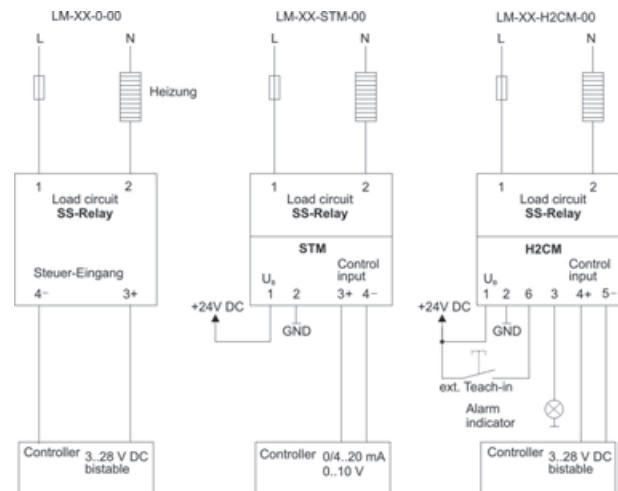 LM-XX-0-00
L N
Heizung
1 2
Load circuit
SS-Relay
Steuer-Eingang
4– 3+
Controller 3..28 V DC
bistable
LM-XX-STM-00
L N
1 2
Load circuit
SS-Relay
STM
Us
Control
input
1 2 3+ 4–
+24V DC
GND
Controller 0/4..20 mA
0..10 V
LM-XX-H2CM-00
L N
1 2
Load circuit
SS-Relay
H2CM
Us
Control
input
1 2 6 3 4+ 5–
+24V DC
GND
ext. Teach-in
Alarm
indicator
Controller 3..28 V DC
bistable